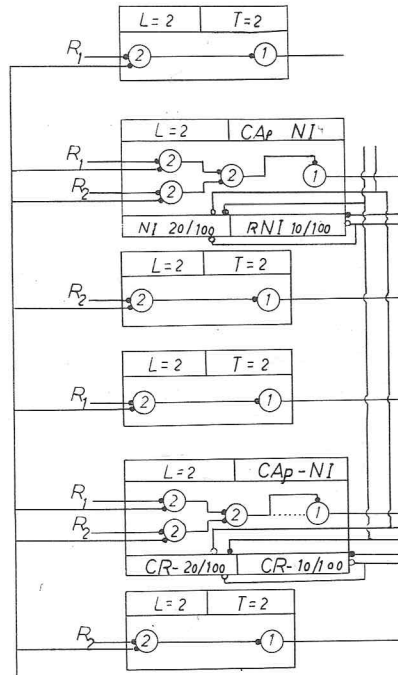 L=2 T=2
R1 2 1
L=2 CAp NI
R1 2
2 1
R2 2
NI 20/100 RNI 10/100
L=2 T=2
R2 2 1
L=2 T=2
R1 2 1
L=2 CAp-NI
R1 2
2 1
R2 2
CR-20/100 CR-10/100
L=2 T=2
R2 2 1